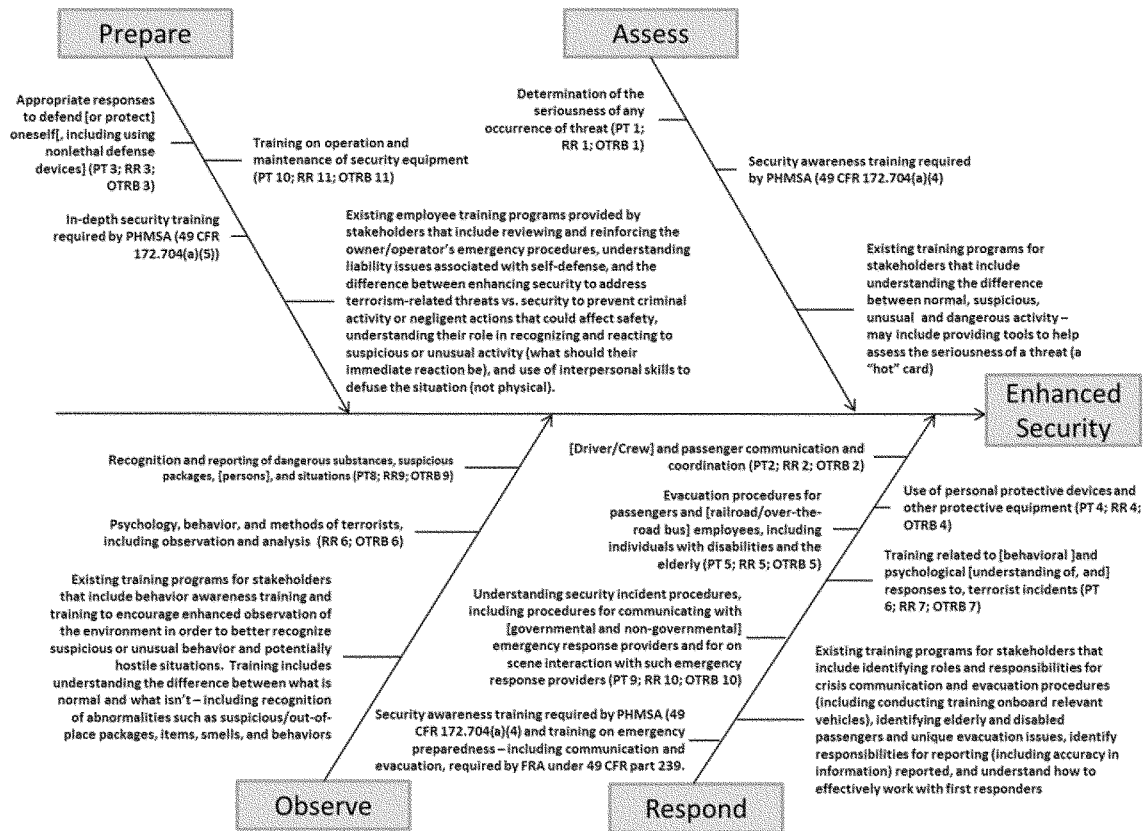 Prepare
Appropriate responses
to defend [or protect]
oneself[, including using
nonlethal defense
devices] (PT 3; RR 3;
OTRB 3)
Training on operation and
maintenance of security equipment
(PT 10; RR 11; OTRB 11)
In-depth security training
required by PHMSA (49 CFR
172.704(a)(5))
Existing employee training programs provided by
stakeholders that include reviewing and reinforcing the
owner/operator's emergency procedures, understanding
liability issues associated with self-defense, and the
difference between enhancing security to address
terrorism-related threats vs. security to prevent criminal
activity or negligent actions that could affect safety,
understanding their role in recognizing and reacting to
suspicious or unusual activity (what should their
immediate reaction be), and use of interpersonal skills to
defuse the situation (not physical).
Assess
Determination of the
seriousness of any
occurrence of threat (PT 1;
RR 1; OTRB 1)
Security awareness training required
by PHMSA (49 CFR 172.704(a)(4)
Existing training programs for
stakeholders that include
understanding the difference
between normal, suspicious,
unusual and dangerous activity –
may include providing tools to help
assess the seriousness of a threat (a
"hot" card)
Enhanced
Security
Recognition and reporting of dangerous substances, suspicious
packages, [persons], and situations (PT8; RR9; OTRB 9)
Psychology, behavior, and methods of terrorists,
including observation and analysis (RR 6; OTRB 6)
Existing training programs for stakeholders
that include behavior awareness training and
training to encourage enhanced observation of
the environment in order to better recognize
suspicious or unusual behavior and potentially
hostile situations. Training includes
understanding the difference between what is
normal and what isn't – including recognition
of abnormalities such as suspicious/out-of-
place packages, items, smells, and behaviors
Observe
[Driver/Crew] and passenger communication and
coordination (PT2; RR 2; OTRB 2)
Evacuation procedures for
passengers and [railroad/over-the-
road bus] employees, including
individuals with disabilities and the
elderly (PT 5; RR 5; OTRB 5)
Understanding security incident procedures,
including procedures for communicating with
[governmental and non-governmental]
emergency response providers and for on
scene interaction with such emergency
response providers (PT 9; RR 10; OTRB 10)
Security awareness training required by PHMSA (49
CFR 172.704(a)(4) and training on emergency
preparedness – including communication and
evacuation, required by FRA under 49 CFR part 239.
Use of personal protective devices and
other protective equipment (PT 4; RR 4;
OTRB 4)
Training related to [behavioral ]and
psychological [understanding of, and]
responses to, terrorist incidents (PT
6; RR 7; OTRB 7)
Existing training programs for stakeholders that
include identifying roles and responsibilities for
crisis communication and evacuation procedures
(including conducting training onboard relevant
vehicles), identifying elderly and disabled
passengers and unique evacuation issues, identify
responsibilities for reporting (including accuracy in
information) reported, and understand how to
effectively work with first responders
Respond